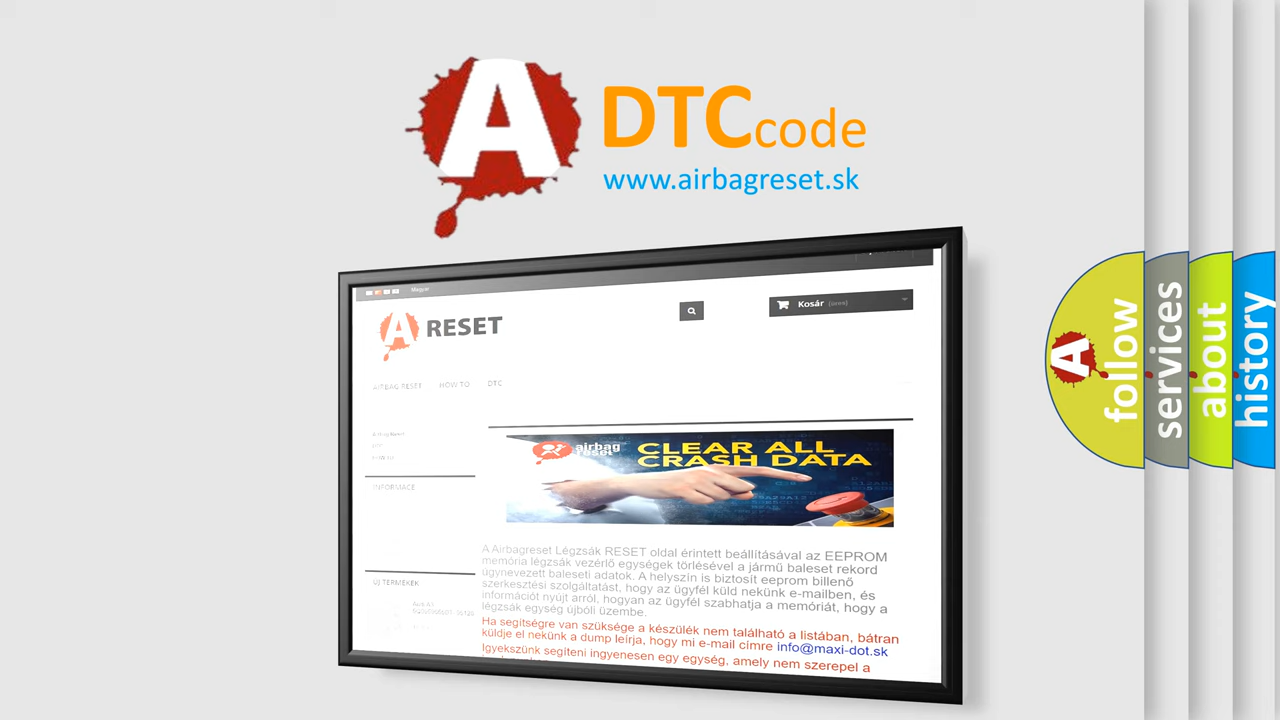 A
DTCcode
www.airbagreset.sk
Magyar
Kosár (üres)
A RESET
AIRBAG RESET HOW TO DTC
INFORMACE
airbag
reset
CLEAR ALL
CRASH DATA
A Airbagreset Légzsák RESET oldal érintett beállításával az EEPROM
memória légzsák vezérlő egységek törlésével a jármű baleset rekord
úgynevezett baleseti adatok. A helyszín is biztosít eeprom billenő
szerkesztési szolgáltatást, hogy az ügyfél küld nekünk e-mailben, és
információt nyújt arról, hogyan az ügyfél szabhatja a memóriát, hogy a
légzsák egység újbóli üzembe.
Ha segítségre van szüksége a készülék nem található a listában, bátran
küldje el nekünk a dump leírja, hogy mi e-mail címre info@maxi-dot.sk
Igyekszünk segíteni ingyenesen egy egység, amely nem szerepel a
ÚJ TERMÉKEK
A
follow
services
about
history